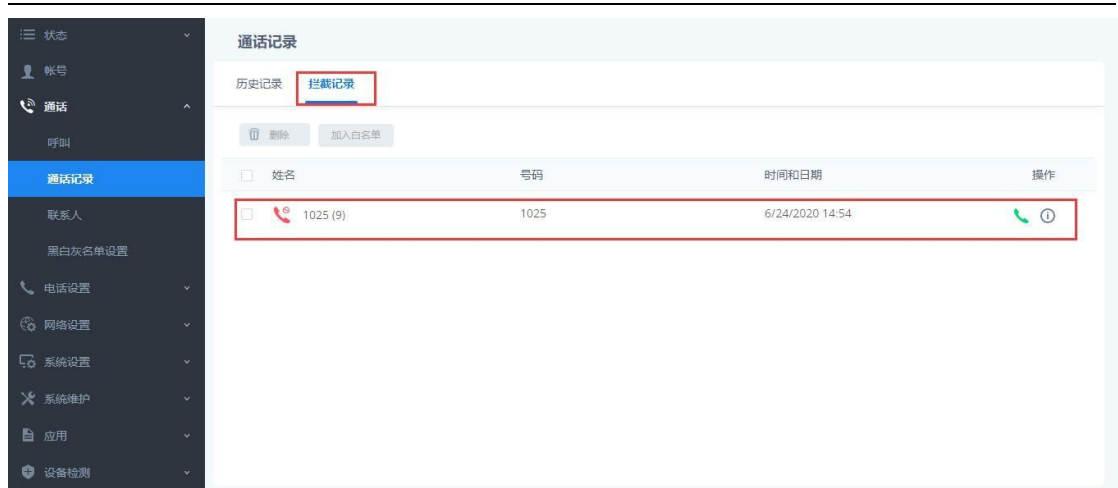 状态
帐号
通话
呼叫
通话记录
联系人
黑白灰名单设置
电话设置
网络设置
系统设置
系统维护
应用
设备检测
通话记录
历史记录 拦截记录
删除 加入白名单
姓名 号码 时间和日期 操作
1025 (9) 1025 6/24/2020 14:54